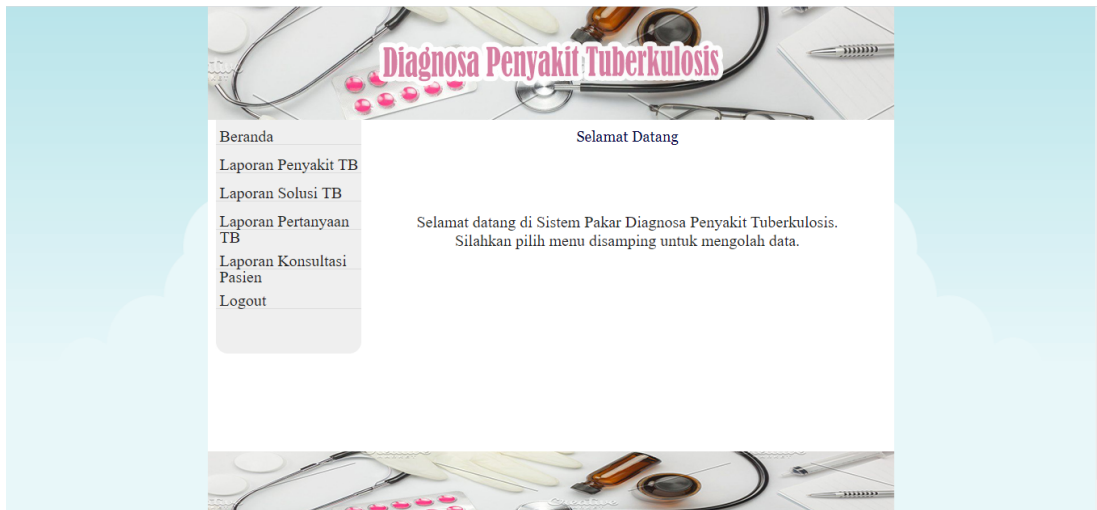 Diagnosa Penyakit Tuberkulosis
Beranda
Laporan Penyakit TB
Laporan Solusi TB
Laporan Pertanyaan
TB
Laporan Konsultasi
Pasien
Logout
Selamat Datang
Selamat datang di Sistem Pakar Diagnosa Penyakit Tuberkulosis.
Silahkan pilih menu disamping untuk mengolah data.